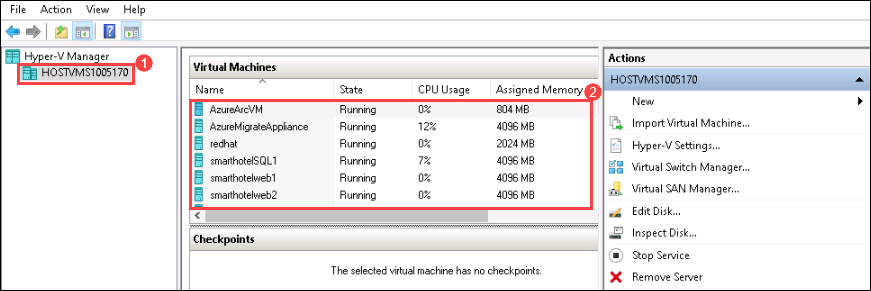 File Action View Help
Hyper-V Manager
HOSTVMS1005170
1
Virtual Machines
Name State CPU Usage Assigned Memory
2
AzureArcVM Running 0% 804 MB
AzureMigrateAppliance Running 12% 4096 MB
redhat Running 0% 2024 MB
smarthotelSQL1 Running 7% 4096 MB
smarthotelweb1 Running 0% 4096 MB
smarthotelweb2 Running 0% 4096 MB
Checkpoints
The selected virtual machine has no checkpoints.
Actions
HOSTVMS1005170
New
Import Virtual Machine...
Hyper-V Settings...
Virtual Switch Manager...
Virtual SAN Manager...
Edit Disk...
Inspect Disk...
Stop Service
Remove Server